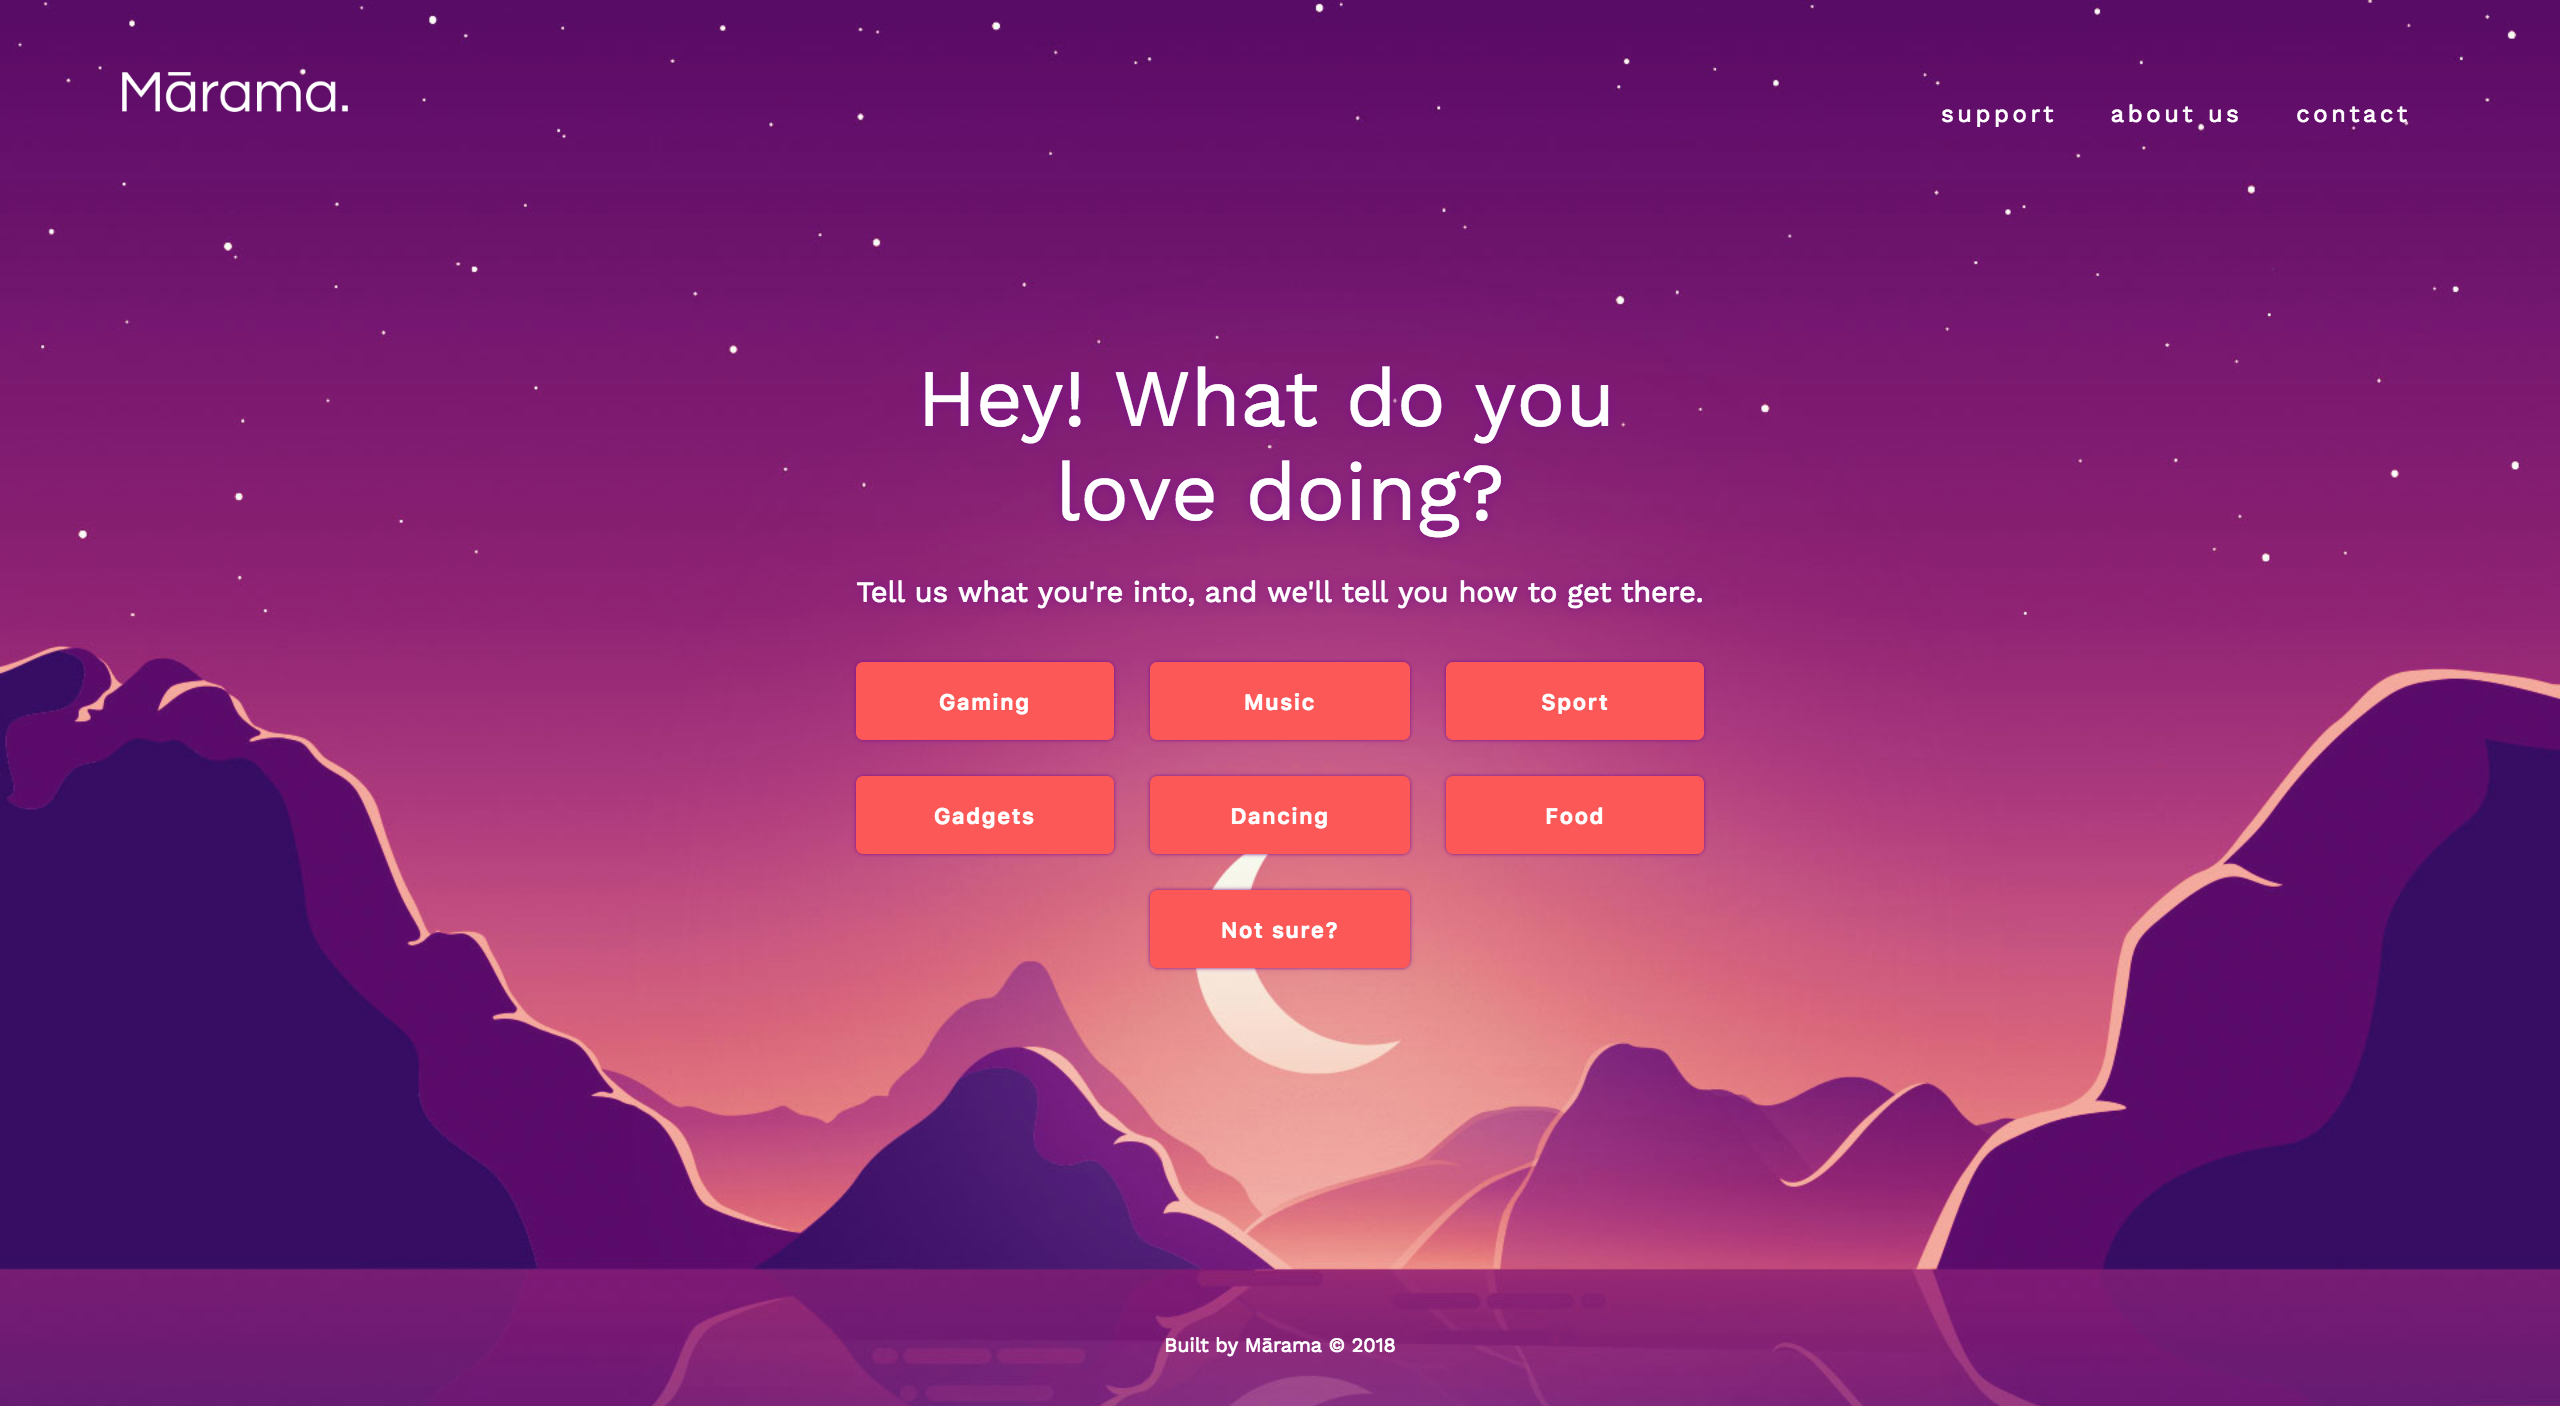 Mārama.
support about us contact
Hey! What do you
love doing?
Tell us what you're into, and we'll tell you how to get there.
Gaming Music Sport
Gadgets Dancing Food
Not sure?
Built by Mārama © 2018